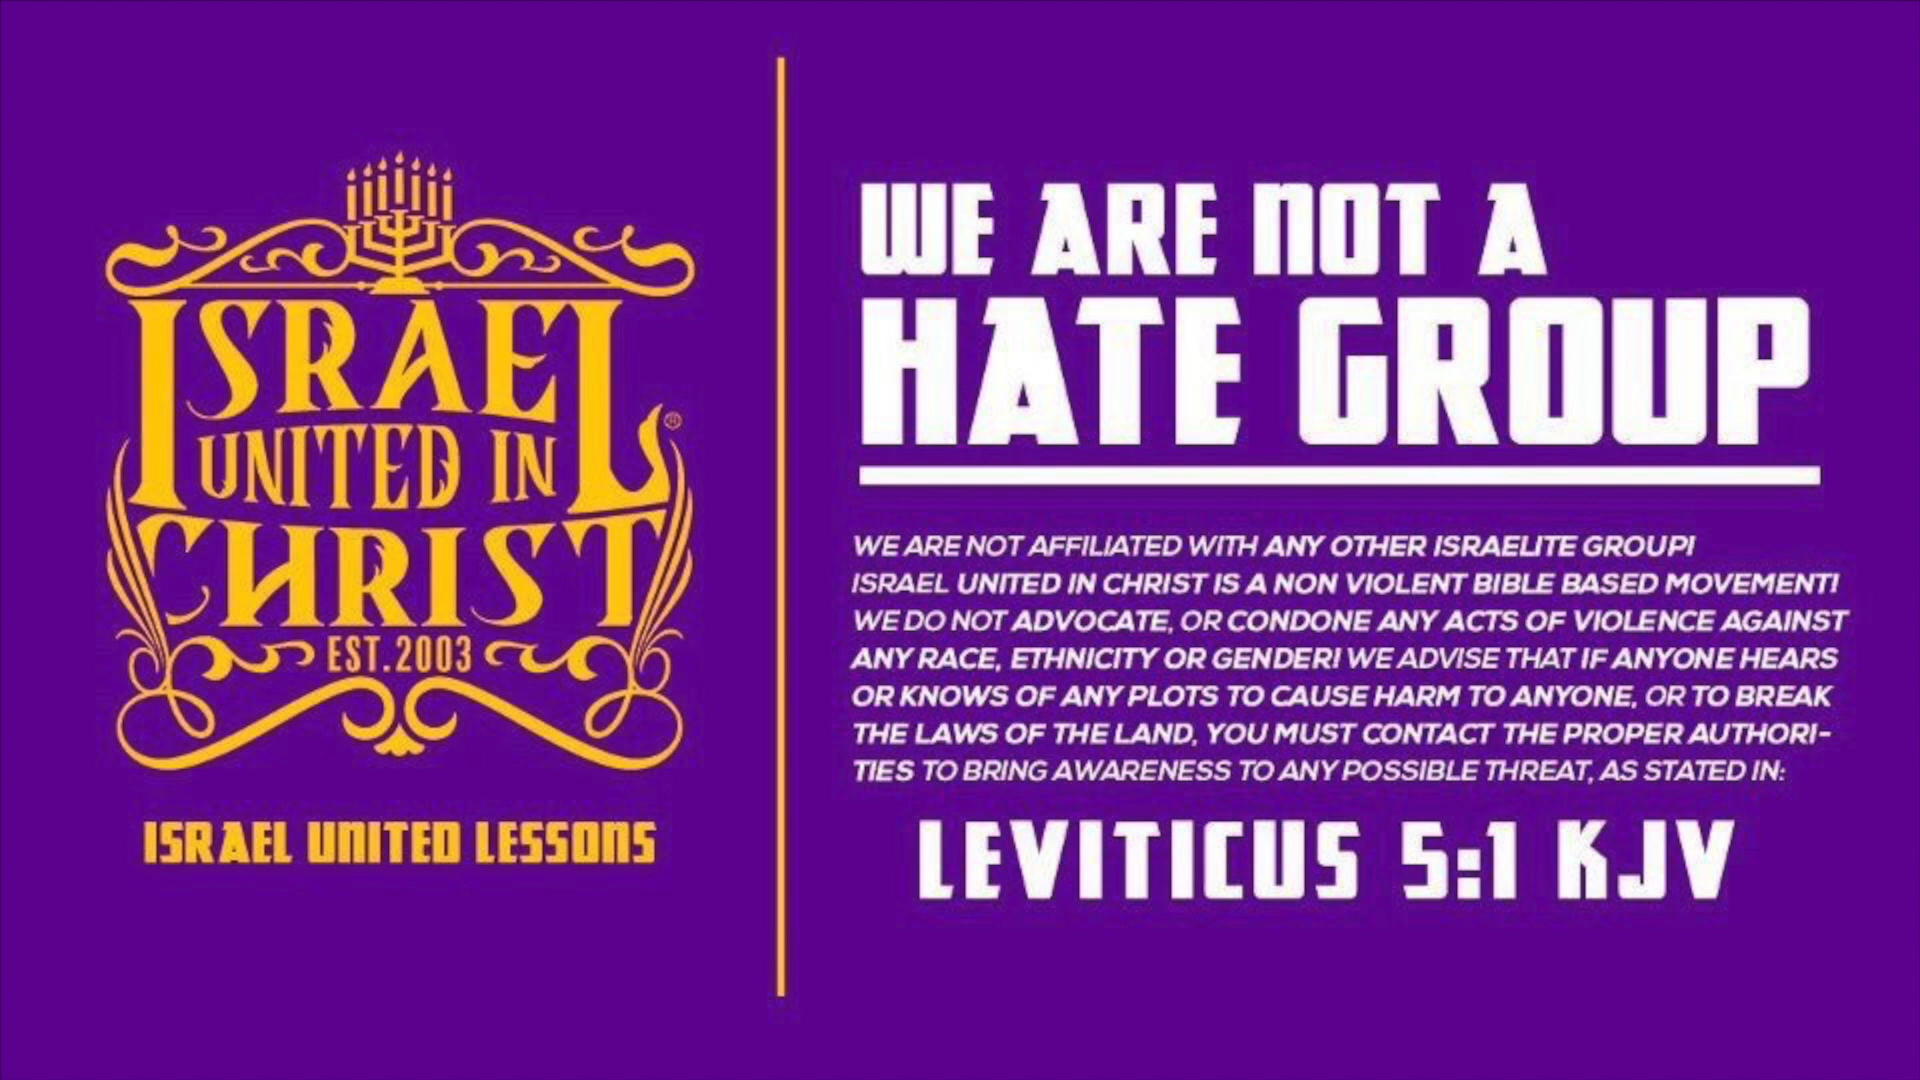 ISRAEL
UNITED IN
CHRIST
®
EST. 2003
ISRAEL UNITED LESSONS
WE ARE NOT A
HATE GROUP
WE ARE NOT AFFILIATED WITH ANY OTHER ISRAELITE GROUP!
ISRAEL UNITED IN CHRIST IS A NON VIOLENT BIBLE BASED MOVEMENT!
WE DO NOT ADVOCATE, OR CONDONE ANY ACTS OF VIOLENCE AGAINST
ANY RACE, ETHNICITY OR GENDER! WE ADVISE THAT IF ANYONE HEARS
OR KNOWS OF ANY PLOTS TO CAUSE HARM TO ANYONE, OR TO BREAK
THE LAWS OF THE LAND, YOU MUST CONTACT THE PROPER AUTHORI-
TIES TO BRING AWARENESS TO ANY POSSIBLE THREAT, AS STATED IN:
LEVITICUS 5:1 KJV